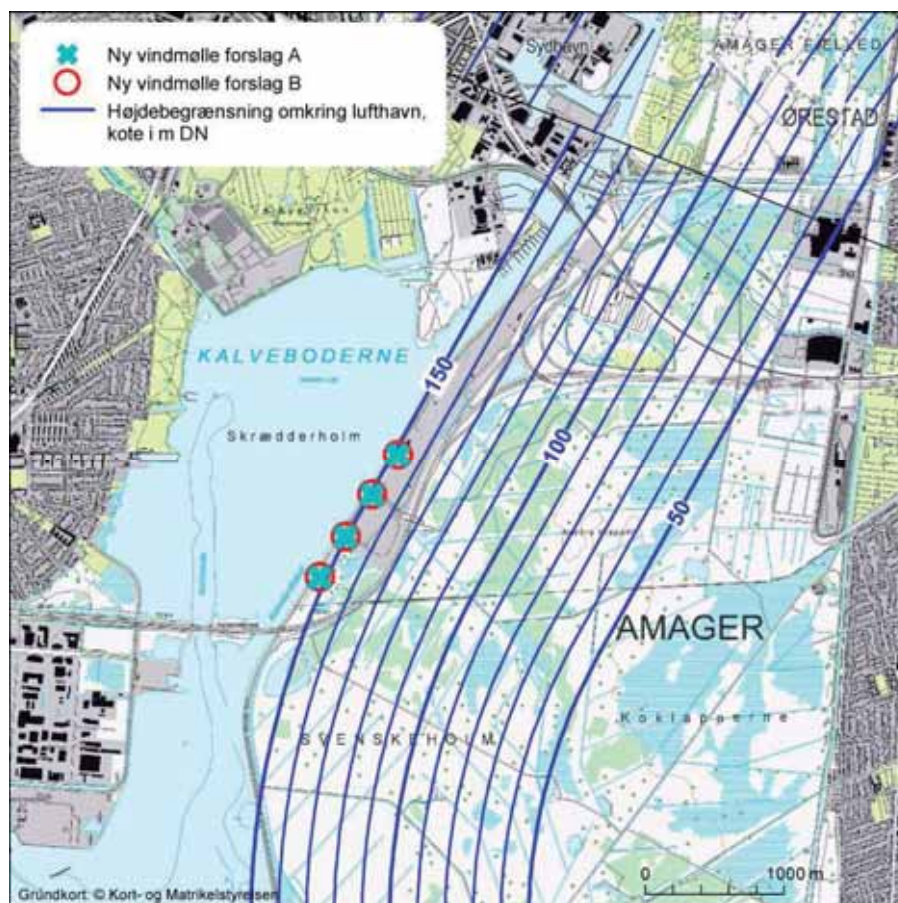 Ny vindmølle forslag A
Ny vindmølle forslag B
Højdebegrænsning omkring lufthavn,
kote i m DN
Sydhavn
AMAGER FÆLLED
ØRESTAD
KALVEBODERNE
150
Skrædderholm
100
50
AMAGER
Koklapperne
SVENSKEHOLM
0 1000 m
Grundkort: © Kort- og Matrikelstyrelsen